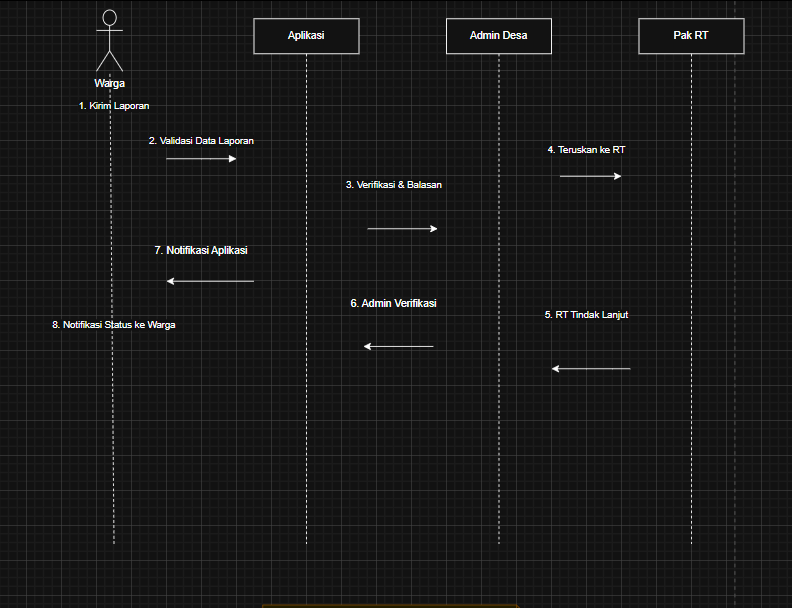 Warga
Aplikasi
Admin Desa
Pak RT
1. Kirim Laporan
2. Validasi Data Laporan
4. Teruskan ke RT
3. Verifikasi & Balasan
7. Notifikasi Aplikasi
6. Admin Verifikasi
5. RT Tindak Lanjut
8. Notifikasi Status ke Warga